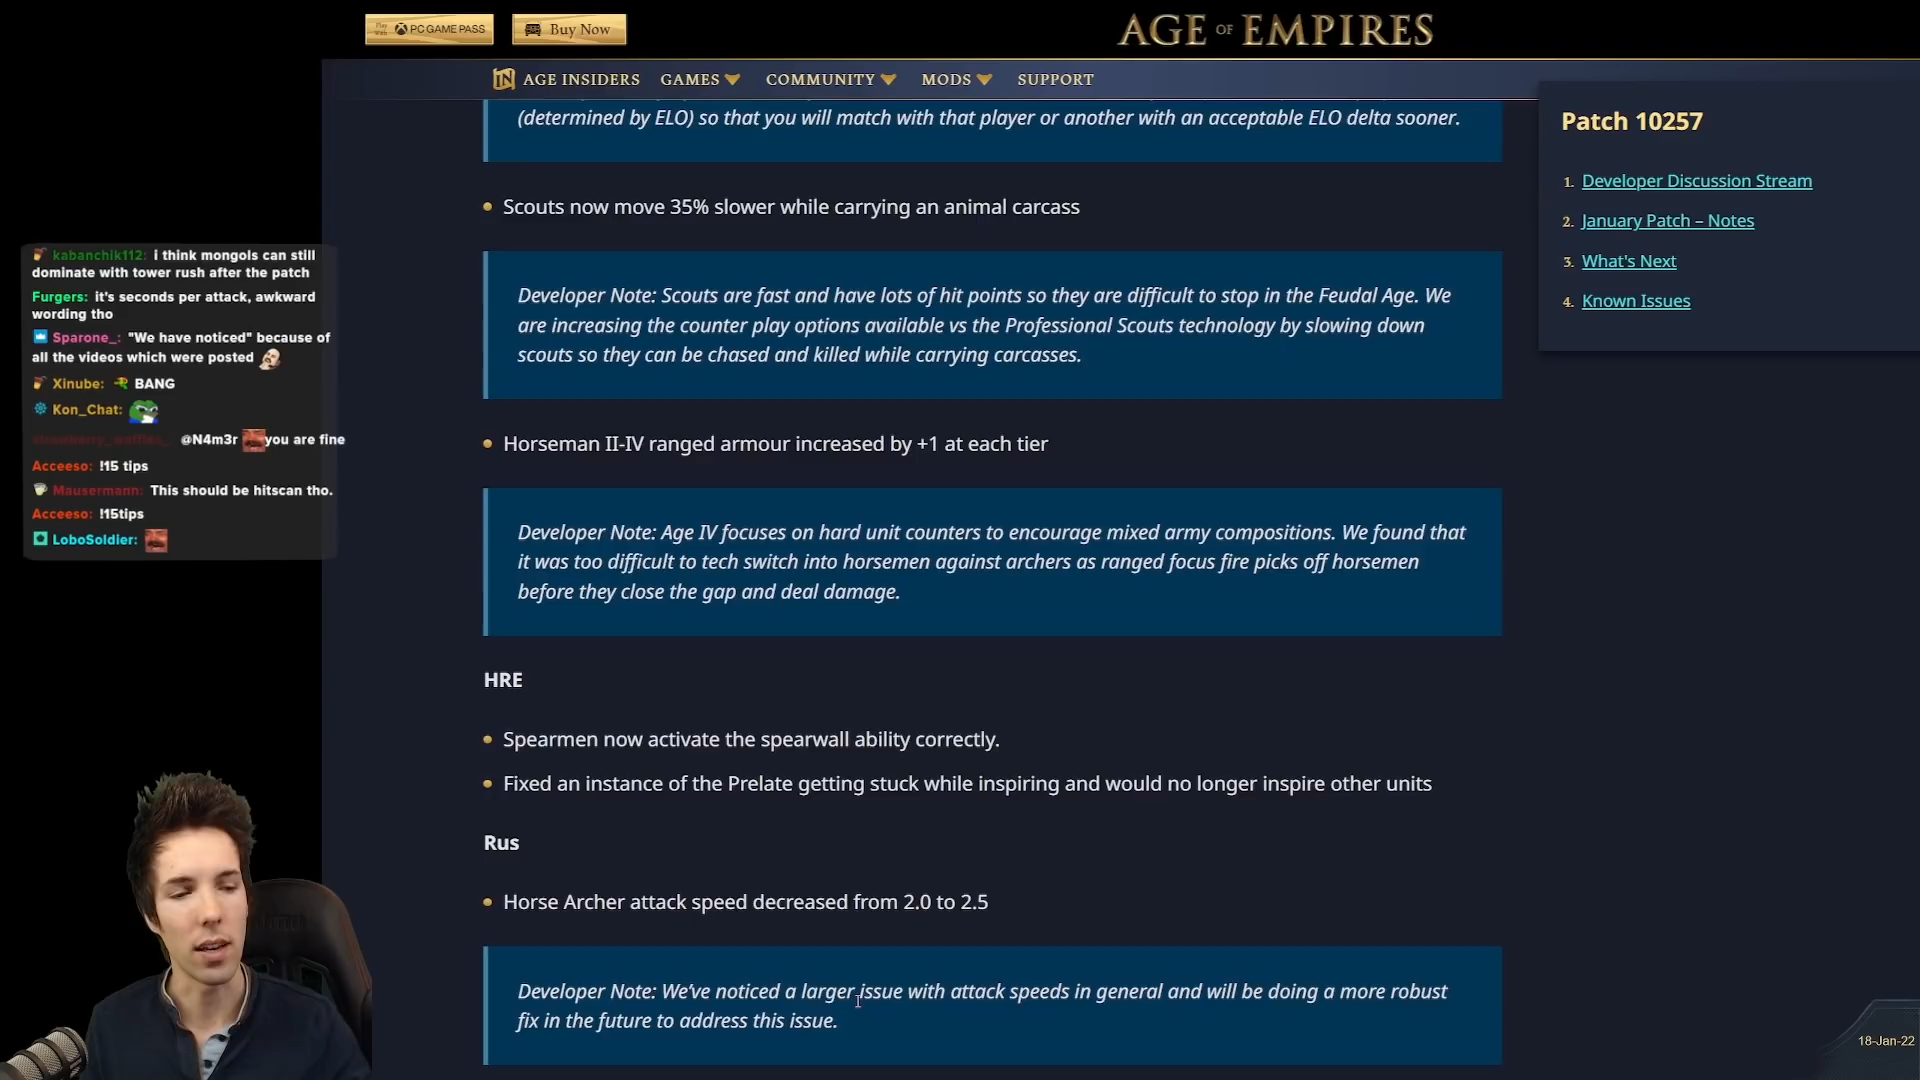 Play with PC GAME PASS
Buy Now
AGE OF EMPIRES
AGE INSIDERS GAMES COMMUNITY MODS SUPPORT
(determined by ELO) so that you will match with that player or another with an acceptable ELO delta sooner.
Scouts now move 35% slower while carrying an animal carcass
Developer Note: Scouts are fast and have lots of hit points so they are difficult to stop in the Feudal Age. We
are increasing the counter play options available vs the Professional Scouts technology by slowing down
scouts so they can be chased and killed while carrying carcasses.
Horseman II-IV ranged armour increased by +1 at each tier
Developer Note: Age IV focuses on hard unit counters to encourage mixed army compositions. We found that
it was too difficult to tech switch into horsemen against archers as ranged focus fire picks off horsemen
before they close the gap and deal damage.
HRE
Spearmen now activate the spearwall ability correctly.
Fixed an instance of the Prelate getting stuck while inspiring and would no longer inspire other units
Rus
Horse Archer attack speed decreased from 2.0 to 2.5
Developer Note: We've noticed a larger issue with attack speeds in general and will be doing a more robust
fix in the future to address this issue.
Patch 10257
1. Developer Discussion Stream
2. January Patch – Notes
3. What's Next
4. Known Issues
kabanchik112: i think mongols can still
dominate with tower rush after the patch
Furgers: it's seconds per attack, awkward
wording tho
Sparone_: "We have noticed" because of
all the videos which were posted
Xinube: BANG
Kon_Chat:
@N4m3r you are fine
Acceeso: !15 tips
Mausermann: This should be hitscan tho.
Acceeso: !15tips
LoboSoldier:
18-Jan-22